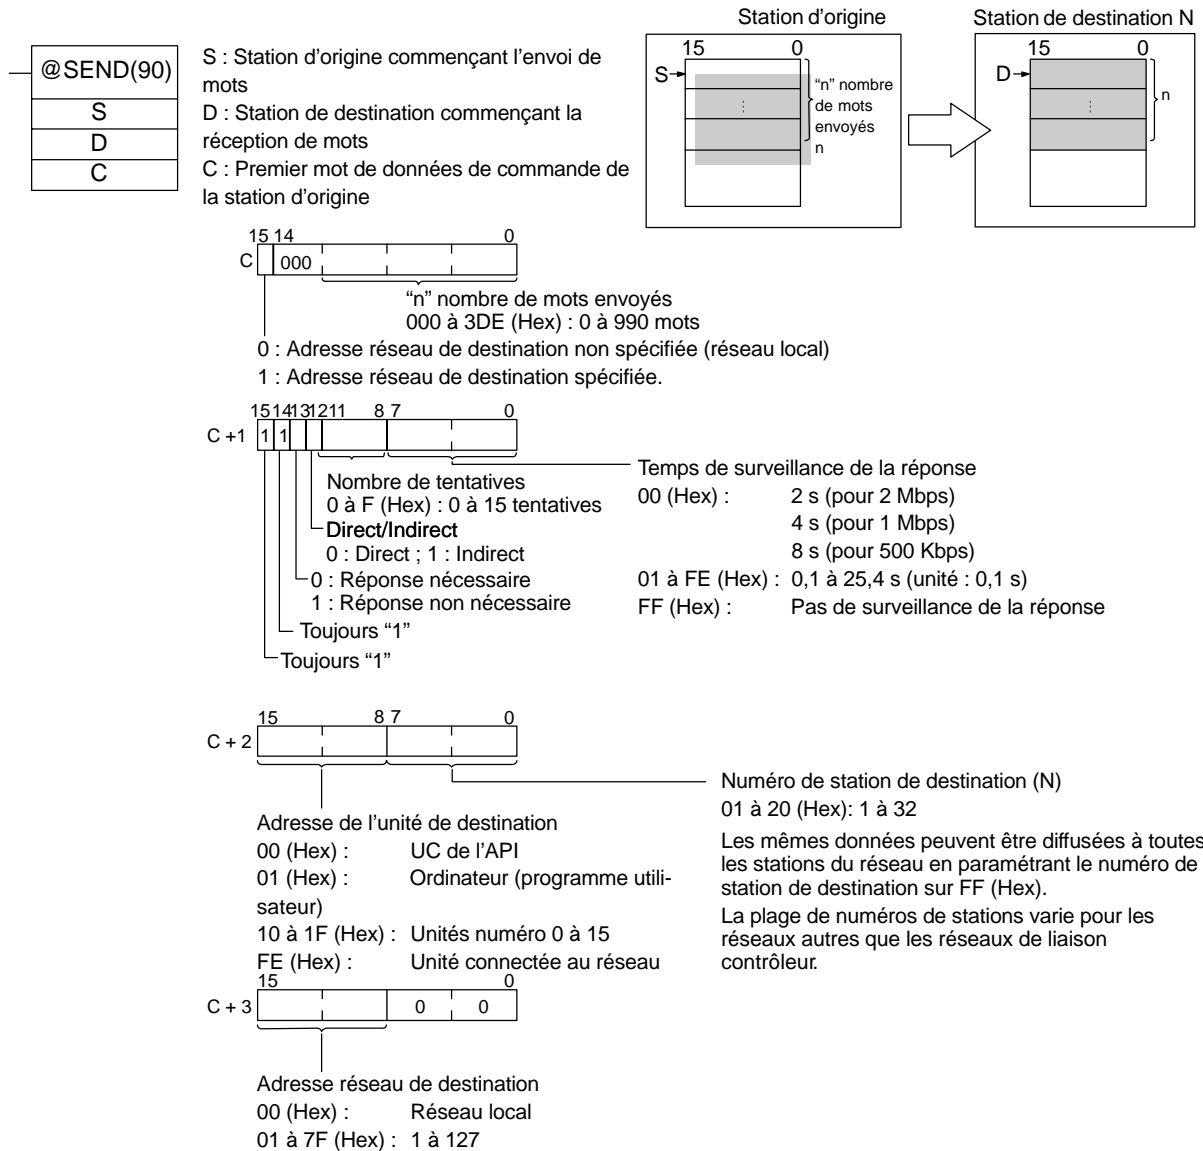 @SEND(90)
S
D
C
S : Station d’origine commençant l’envoi de
mots
D : Station de destination commençant la
réception de mots
C : Premier mot de données de commande de
la station d’origine
Station d’origine
15 0
S
“n” nombre
de mots
envoyés
n
Station de destination N
15 0
D
n
15 14 0
C 000
“n” nombre de mots envoyés
000 à 3DE (Hex) : 0 à 990 mots
0 : Adresse réseau de destination non spécifiée (réseau local)
1 : Adresse réseau de destination spécifiée.
15 14 13 12 11 8 7 0
C +1 1 1
Nombre de tentatives
0 à F (Hex) : 0 à 15 tentatives
Direct/Indirect
0 : Direct ; 1 : Indirect
0 : Réponse nécessaire
1 : Réponse non nécessaire
Toujours “1”
Toujours “1”
Temps de surveillance de la réponse
00 (Hex) : 2 s (pour 2 Mbps)
4 s (pour 1 Mbps)
8 s (pour 500 Kbps)
01 à FE (Hex) : 0,1 à 25,4 s (unité : 0,1 s)
FF (Hex) : Pas de surveillance de la réponse
15 8 7 0
C + 2
Adresse de l’unité de destination
00 (Hex) : UC de l’API
01 (Hex) : Ordinateur (programme utili-
sateur)
10 à 1F (Hex) : Unités numéro 0 à 15
FE (Hex) : Unité connectée au réseau
Numéro de station de destination (N)
01 à 20 (Hex): 1 à 32
Les mêmes données peuvent être diffusées à toutes
les stations du réseau en paramétrant le numéro de
station de destination sur FF (Hex).
La plage de numéros de stations varie pour les
réseaux autres que les réseaux de liaison
contrôleur.
15 0
C + 3 0 0
Adresse réseau de destination
00 (Hex) : Réseau local
01 à 7F (Hex) : 1 à 127